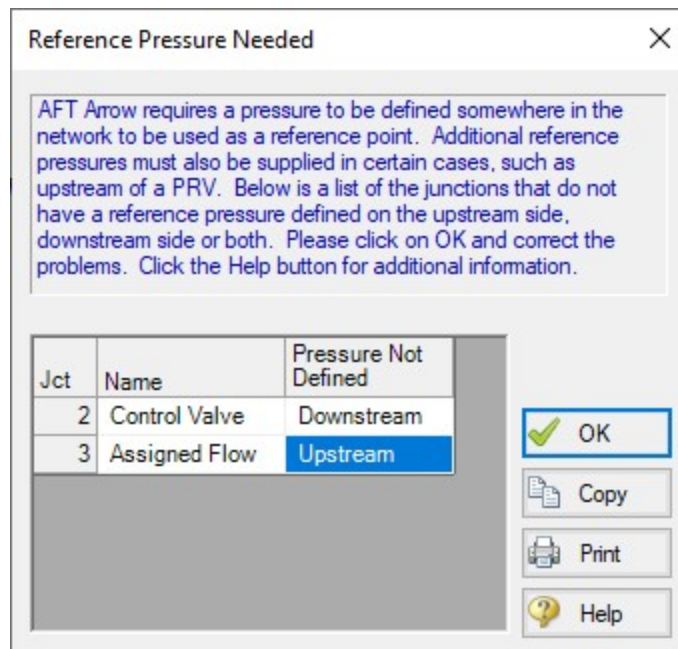 Reference Pressure Needed
AFT Arrow requires a pressure to be defined somewhere in the
network to be used as a reference point. Additional reference
pressures must also be supplied in certain cases, such as
upstream of a PRV. Below is a list of the junctions that do not
have a reference pressure defined on the upstream side,
downstream side or both. Please click on OK and correct the
problems. Click the Help button for additional information.
Jct Name Pressure Not
Defined
2 Control Valve Downstream
3 Assigned Flow Upstream
OK
Copy
Print
Help